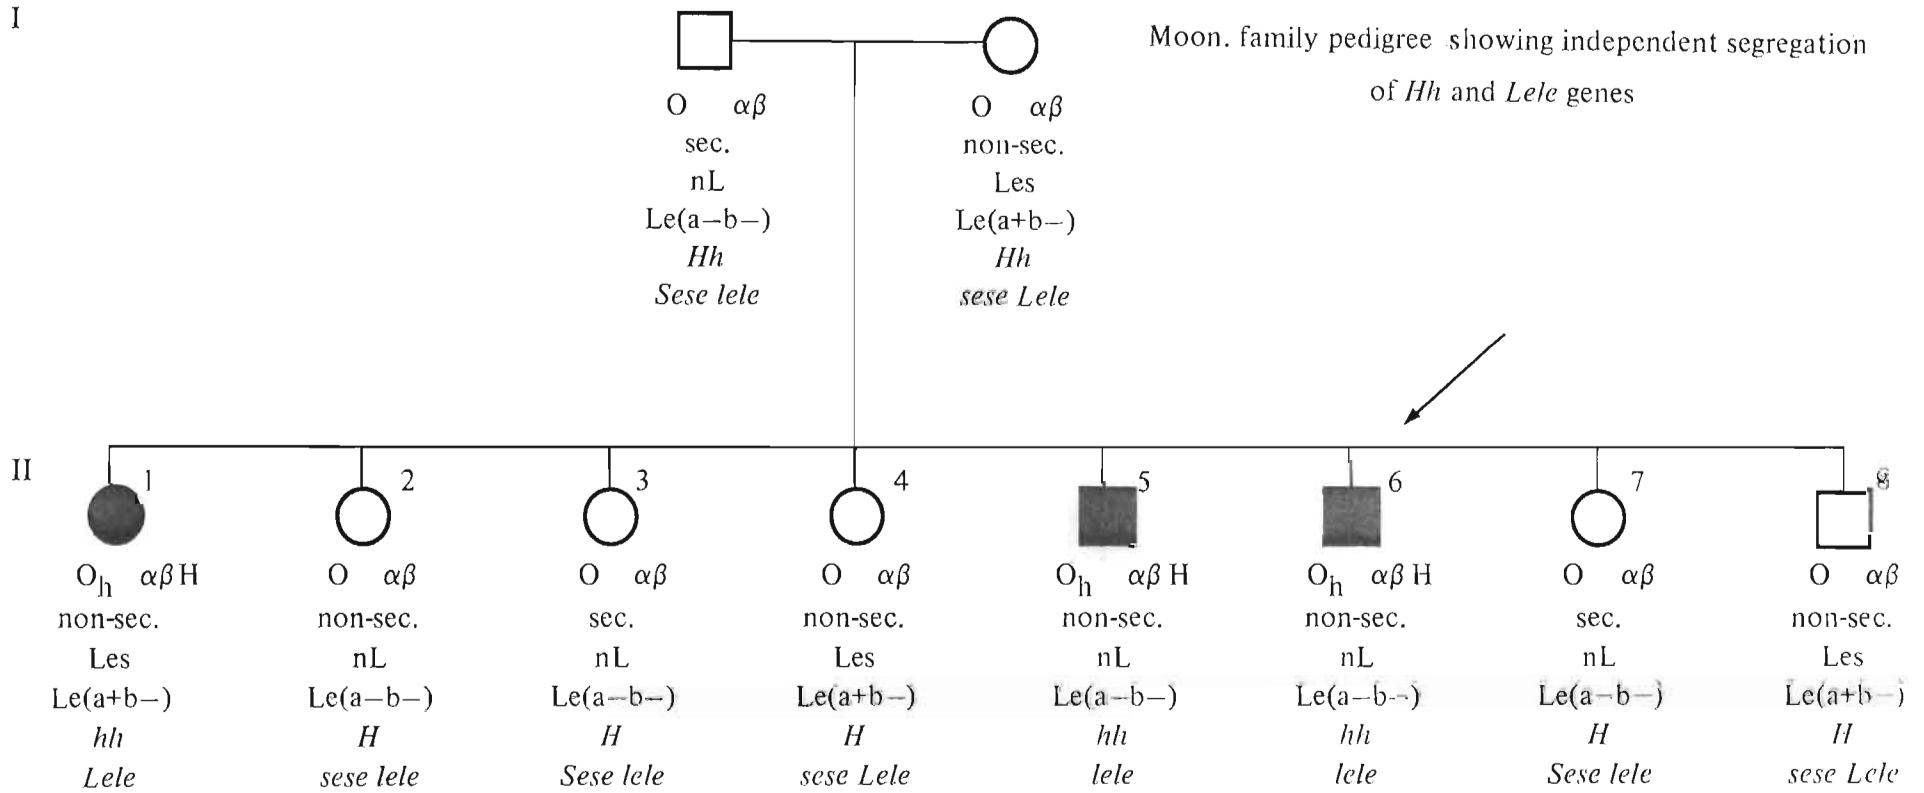 I
Moon. family pedigree showing independent segregation
of Hh and Lele genes
O αβ
sec.
nL
Le(a−b−)
Hh
Sese lele
O αβ
non-sec.
Les
Le(a+b−)
Hh
sese Lele
II
1
Oh αβ H
non-sec.
Les
Le(a+b−)
hh
Lele
2
O αβ
non-sec.
nL
Le(a−b−)
H
sese lele
3
O αβ
sec.
nL
Le(a−b−)
H
Sese lele
4
O αβ
non-sec.
Les
Le(a+b−)
H
sese Lele
5
Oh αβ H
non-sec.
nL
Le(a−b−)
hh
lele
6
Oh αβ H
non-sec.
nL
Le(a−b−)
hh
lele
7
O αβ
sec.
nL
Le(a−b−)
H
Sese lele
8
O αβ
non-sec.
Les
Le(a+b−)
H
sese Lele